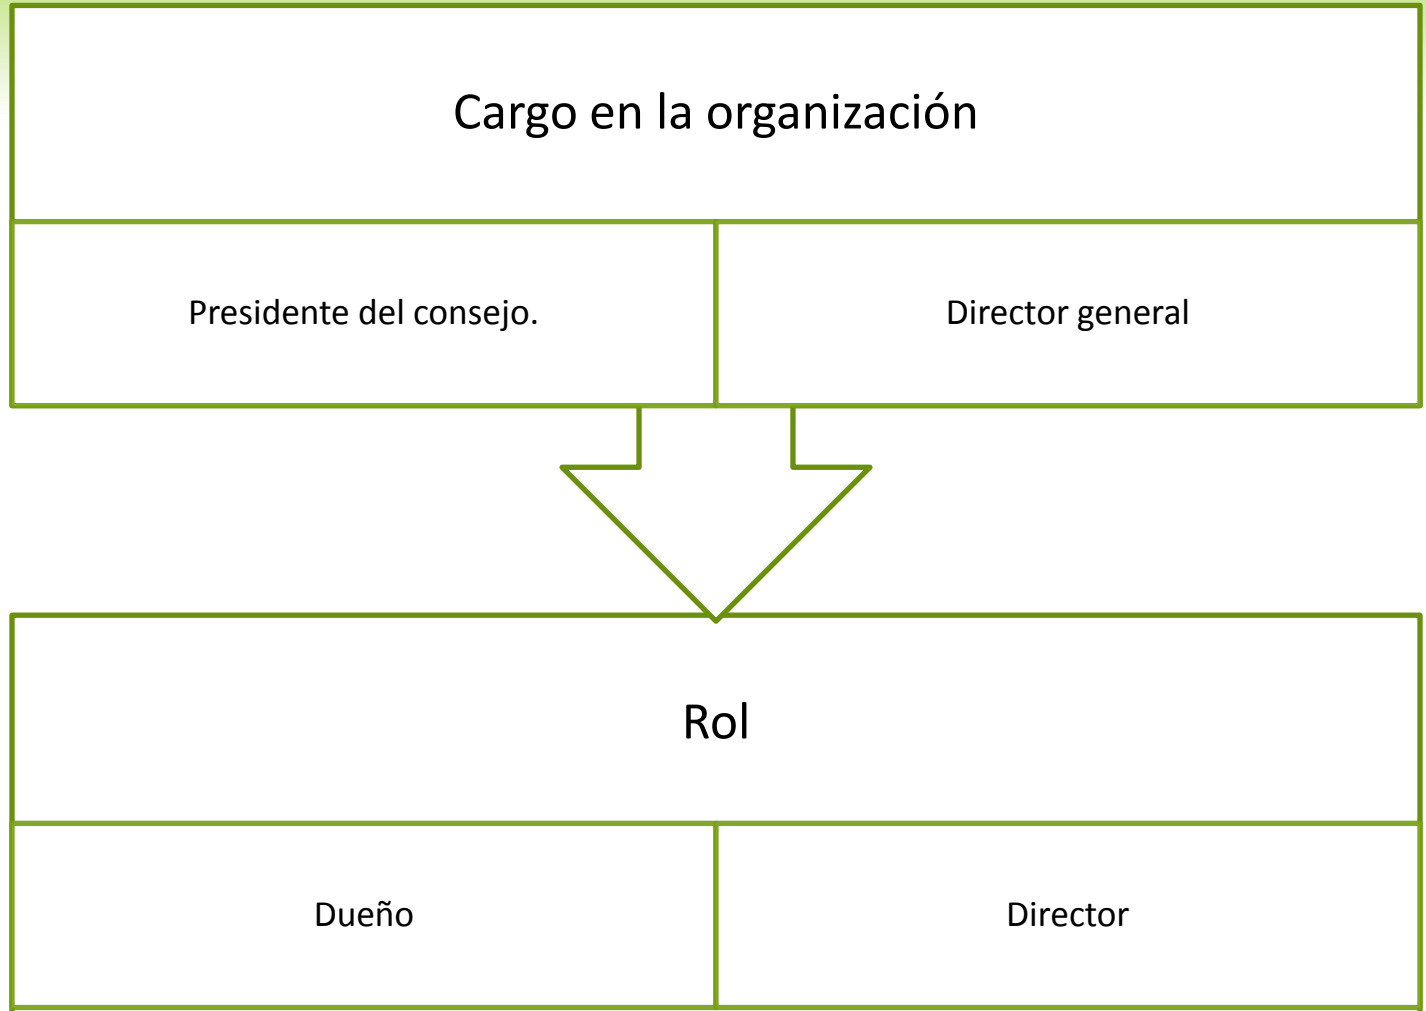 Cargo en la organización
Presidente del consejo.
Director general
Rol
Dueño
Director